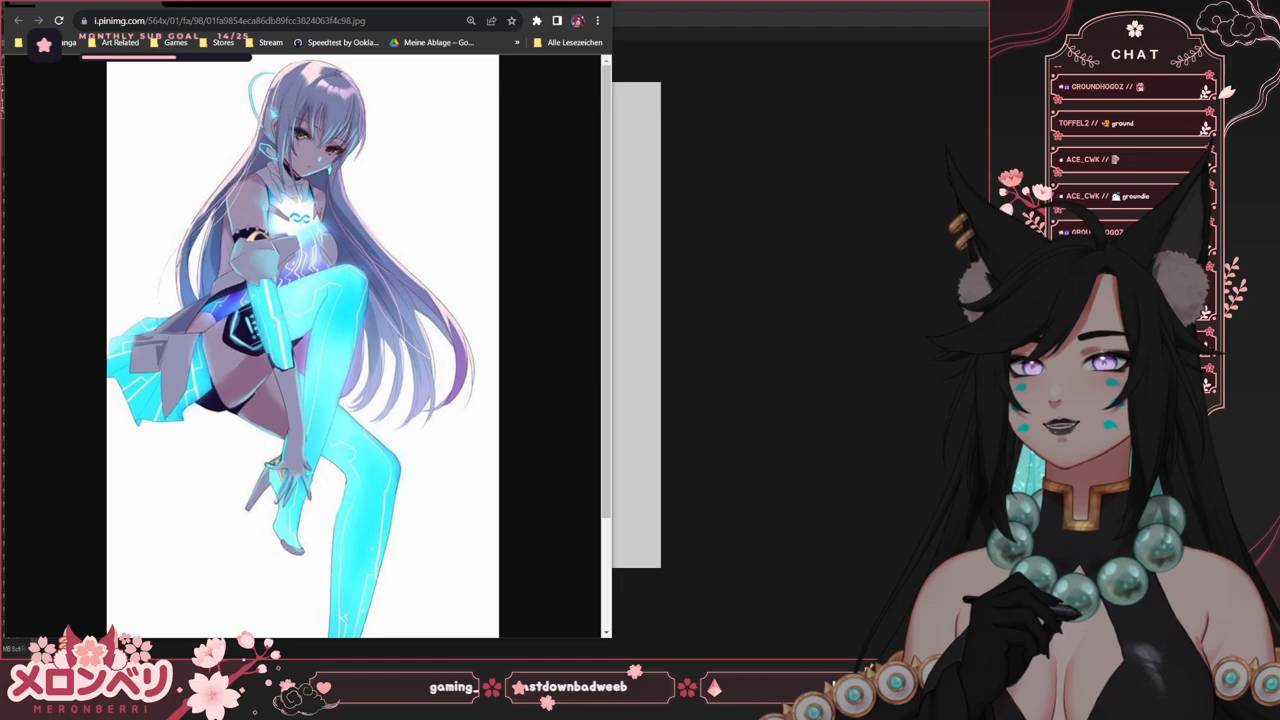 i.pinimg.com/564x/01/fa/98/01fa9854eca86db89fcc3824063f4c98.jpg
anga
Art Related
Games
Stores
Stream
Speedtest by Ookla...
Meine Ablage – Go...
»
Alle Lesezeichen
MONTHLY SUB GOAL 14/25
CHAT
GROUNDHOGOZ //
TOFFEL2 // ground
ACE_CWK //
ACE_CWK // groundie
メロンベリ
MERONBERRI
gaming_
astdownbadweeb